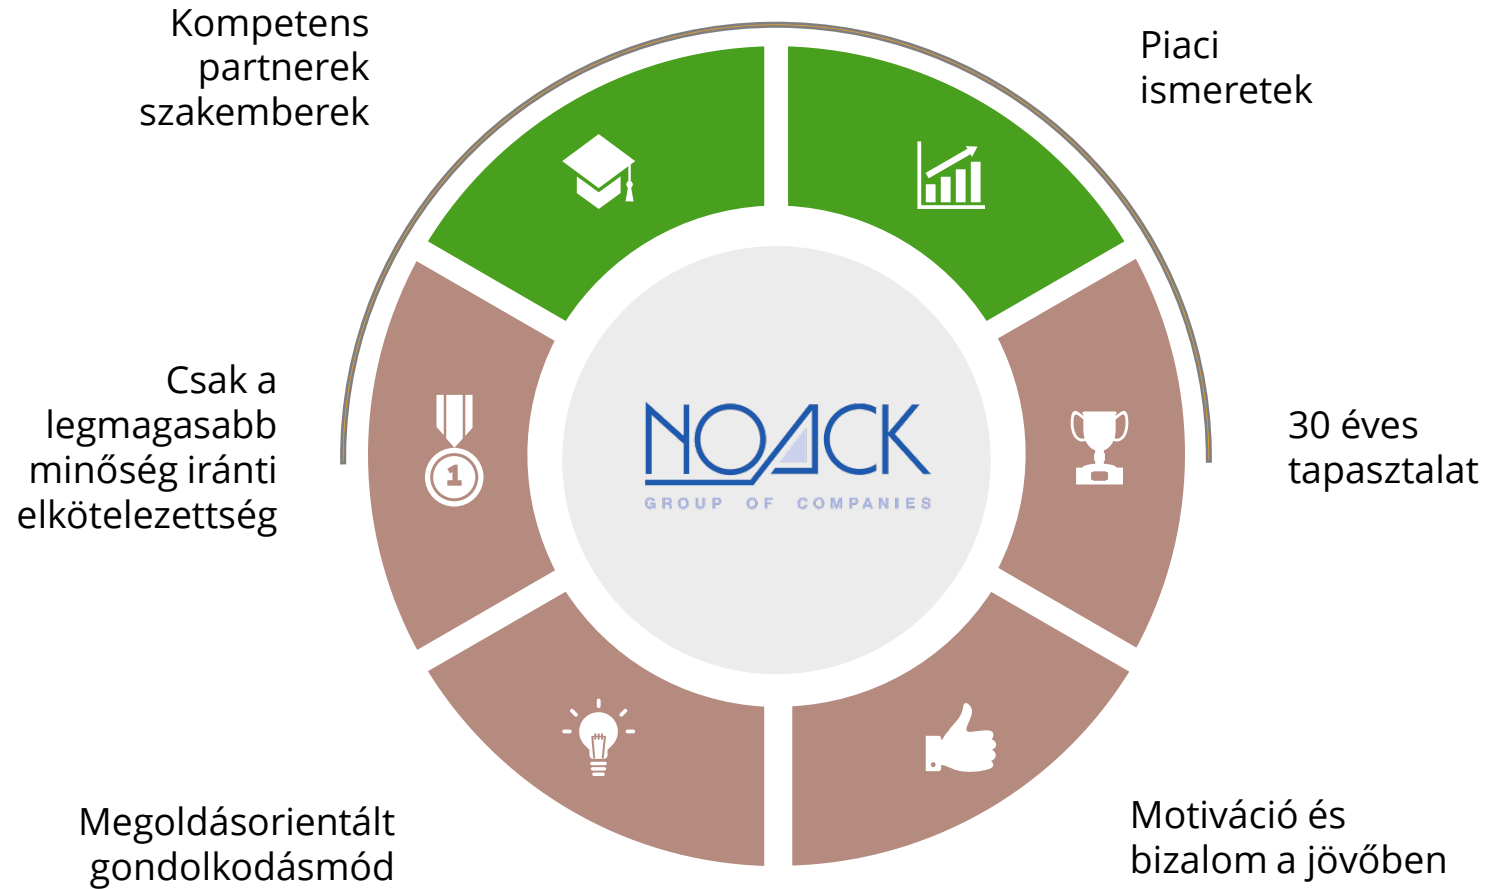 Kompetens
partnerek
szakemberek
Piaci
ismeretek
Csak a
legmagasabb
minőség iránti
elkötelezettség
1
NOACK
GROUP OF COMPANIES
30 éves
tapasztalat
Megoldásorientált
gondolkodásmód
Motiváció és
bizalom a jövőben